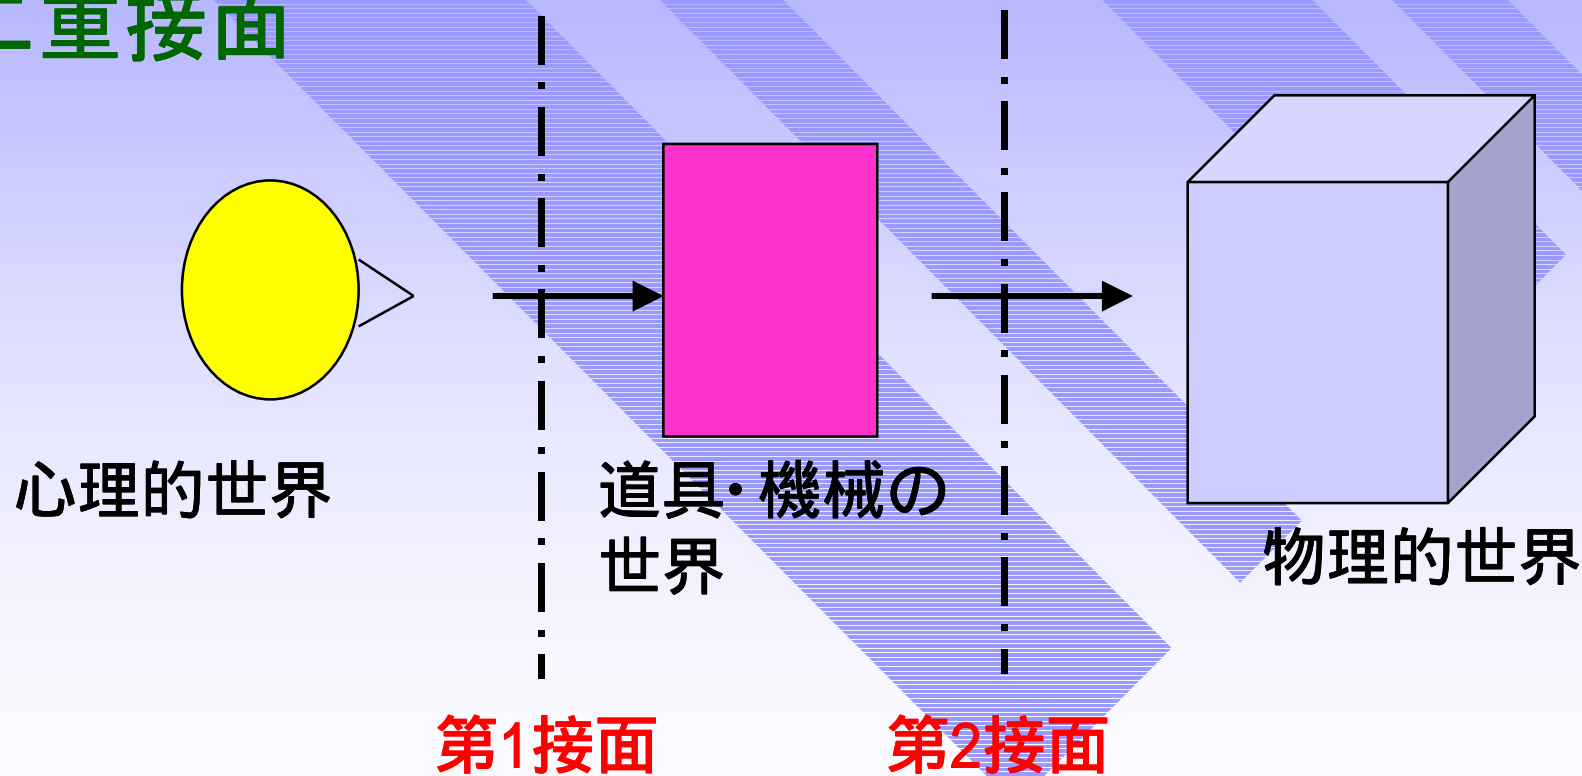 二重接面
心理的世界
道具・機械の
世界
物理的世界
第1接面
第2接面